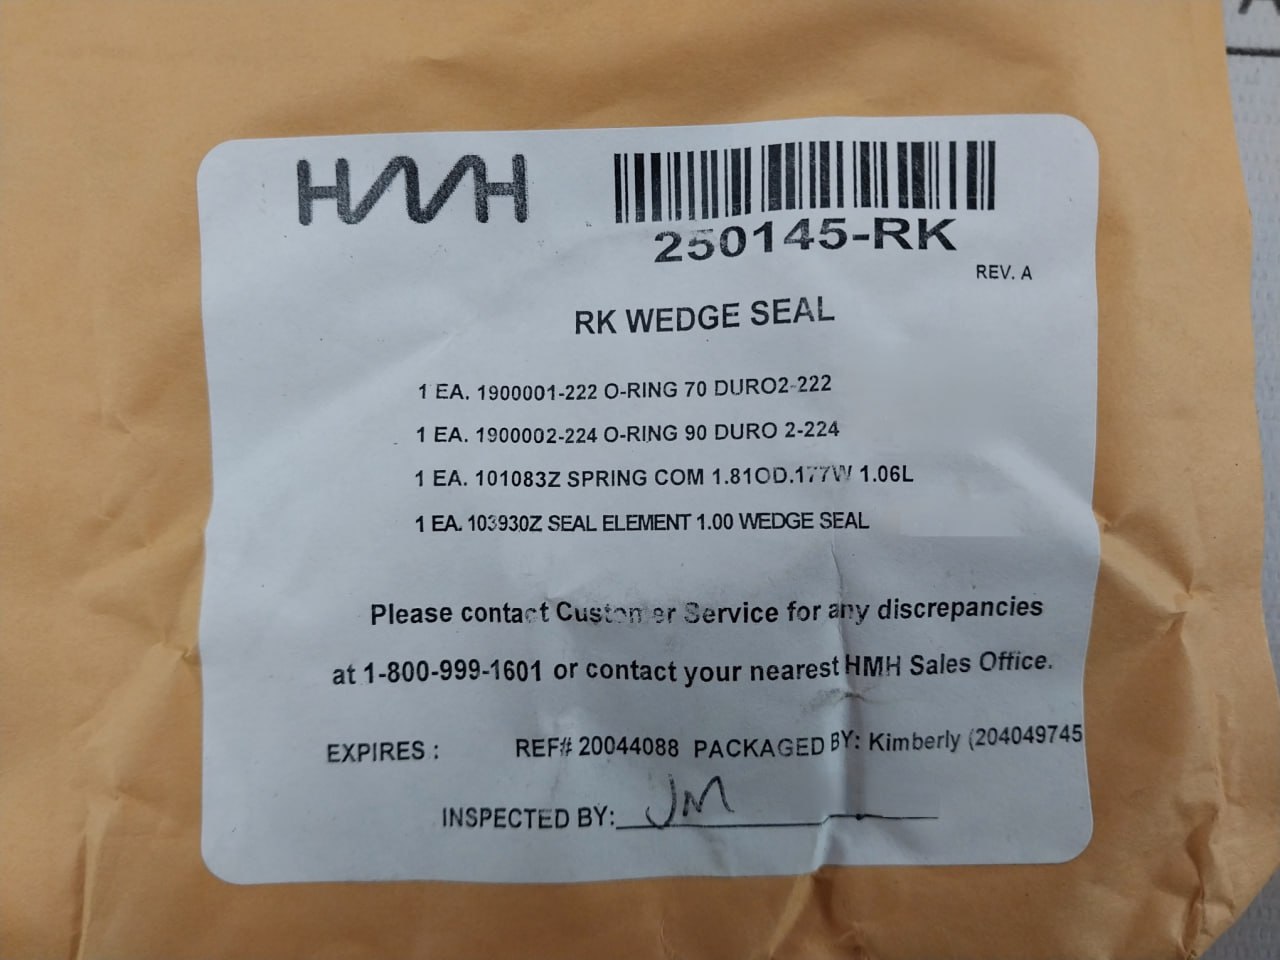 HMH
250145-RK
REV. A
RK WEDGE SEAL
1 EA. 1900001-222 O-RING 70 DURO2-222
1 EA. 1900002-224 O-RING 90 DURO 2-224
1 EA. 101083Z SPRING COM 1.81OD.177W 1.06L
1 EA. 103930Z SEAL ELEMENT 1.00 WEDGE SEAL
Please contact Customer Service for any discrepancies
at 1-800-999-1601 or contact your nearest HMH Sales Office.
EXPIRES : REF# 20044088 PACKAGED BY: Kimberly (204049745
INSPECTED BY: JM